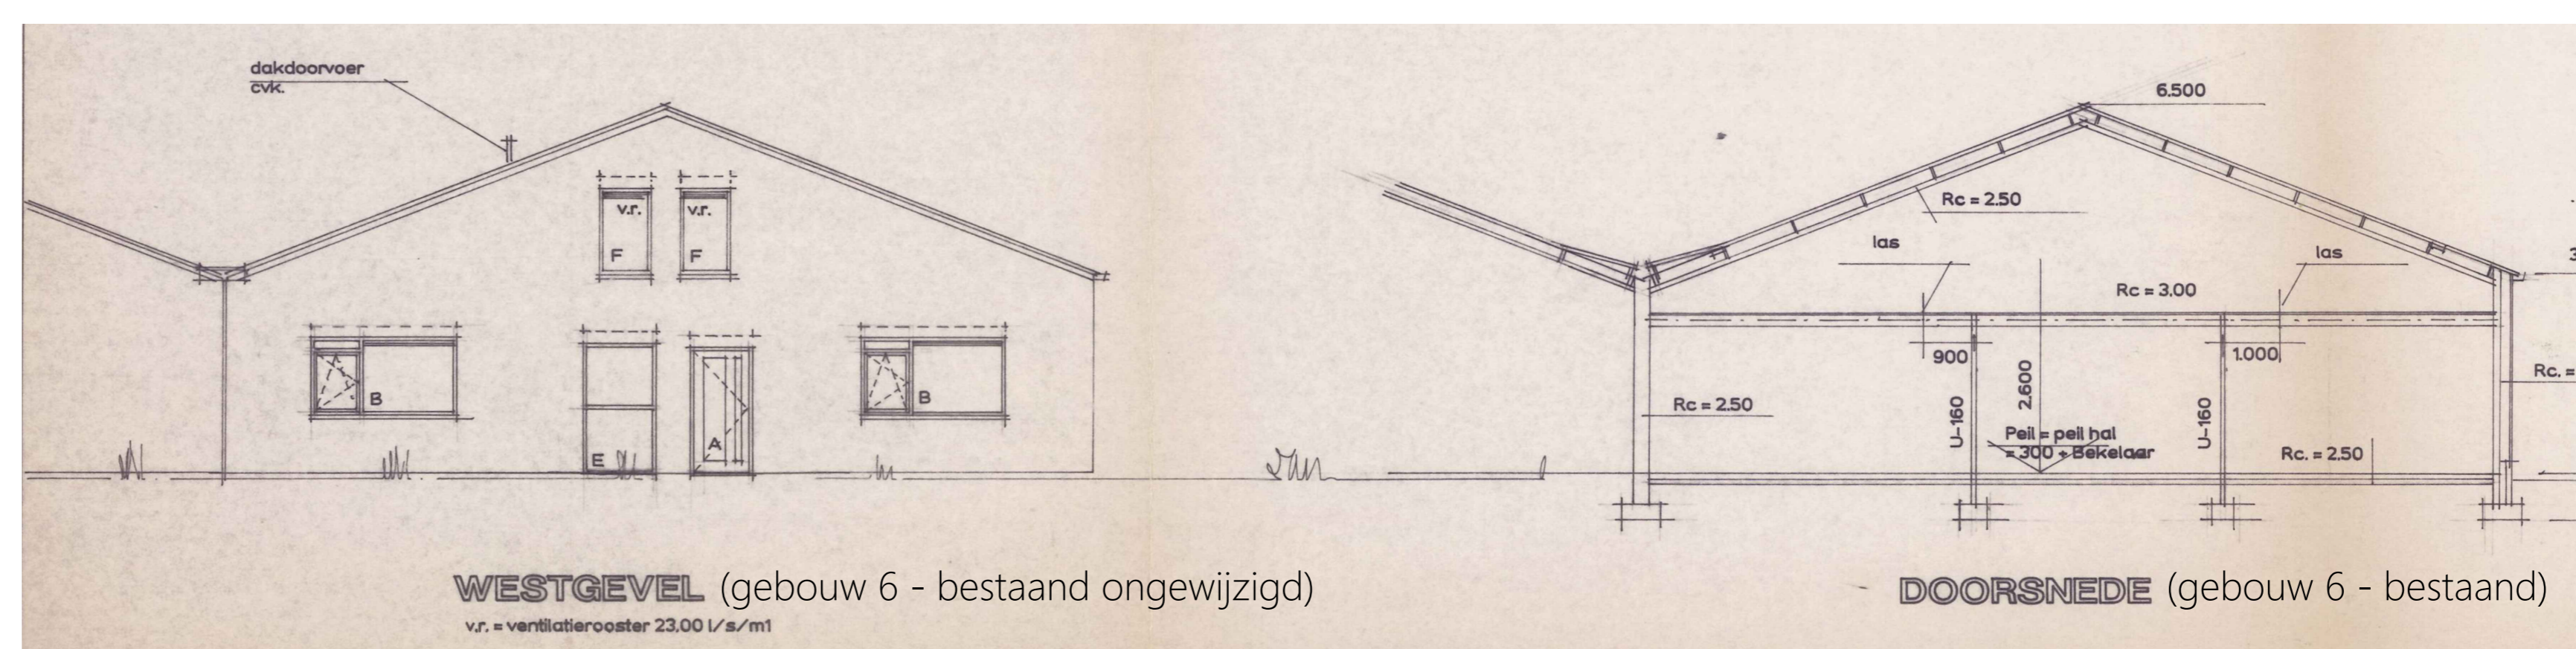 dakdoorvoer
cvk.
v.r.
v.r.
F
F
B
E
A
B
WESTGEVEL (gebouw 6 - bestaand ongewijzigd)
v.r. = ventilatierooster 23.00 l/s/m1
6.500
Rc = 2.50
las
las
Rc = 3.00
900
1.000
2.600
Rc = 2.50
U-160
U-160
Peil = peil hal
= 300 + Bekelaar
Rc. = 2.50
Rc. =
DOORSNEDE (gebouw 6 - bestaand)